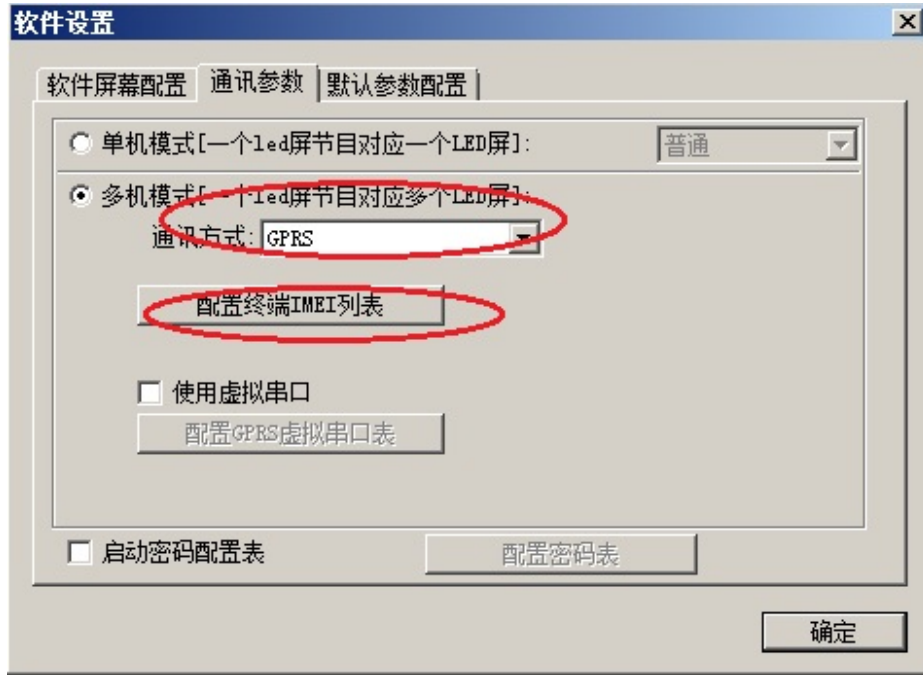 软件设置
软件屏幕配置 通讯参数 默认参数配置
单机模式[一个led屏节目对应一个LED屏]: 普通
多机模式[一个led屏节目对应多个LED屏]:
通讯方式: GPRS
配置终端IMEI列表
使用虚拟串口
配置GPRS虚拟串口表
启动密码配置表 配置密码表
确定